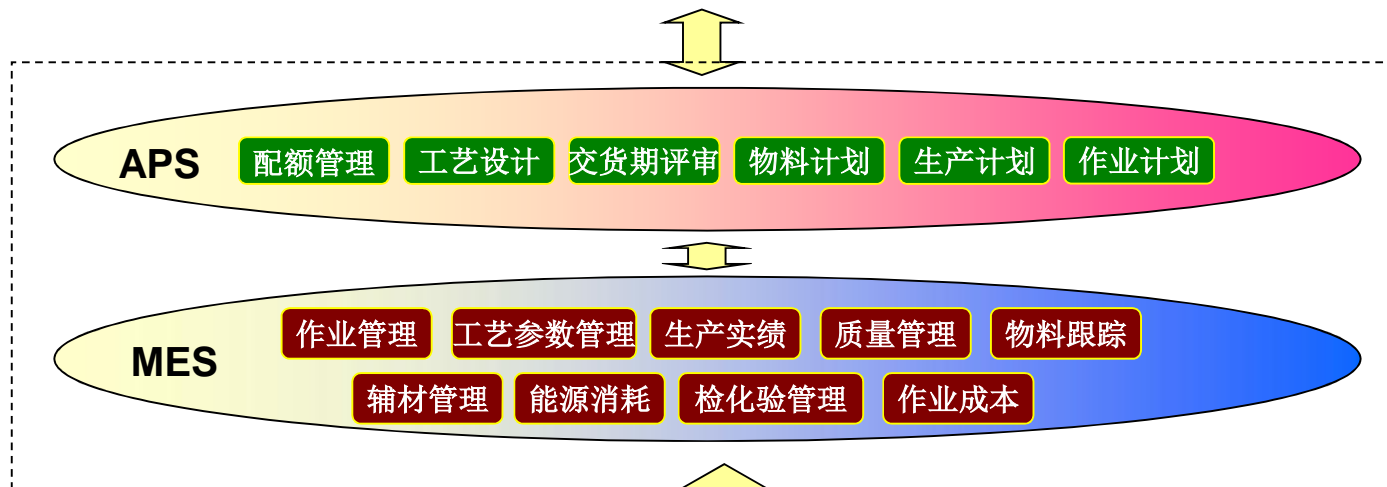 APS 配额管理 工艺设计 交货期评审 物料计划 生产计划 作业计划
MES 作业管理 工艺参数管理 生产实绩 质量管理 物料跟踪
辅材管理 能源消耗 检化验管理 作业成本